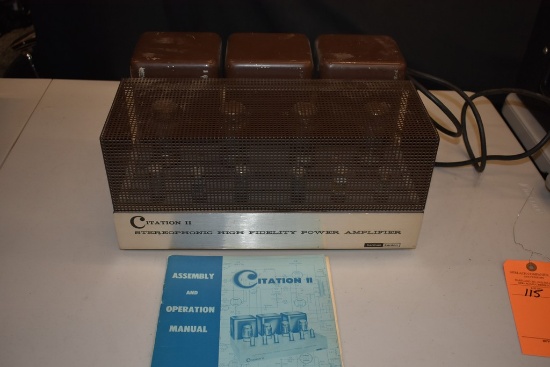 CITATION II
STEREOPHONIC HIGH FIDELITY POWER AMPLIFIER
ASSEMBLY
AND
OPERATION
MANUAL
CITATION II
115